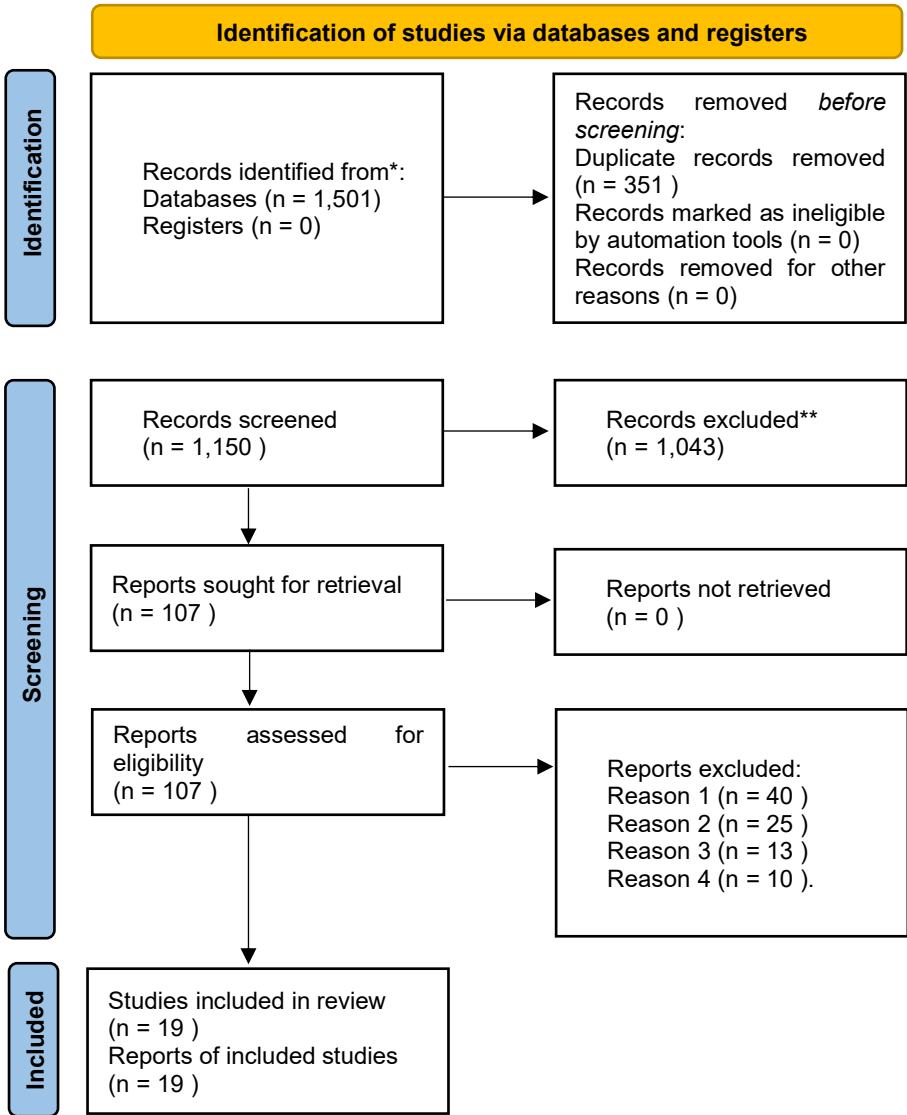 Identification of studies via databases and registers
Identification
Records identified from*:
Databases (n = 1,501)
Registers (n = 0)
Records removed before
screening:
Duplicate records removed
(n = 351 )
Records marked as ineligible
by automation tools (n = 0)
Records removed for other
reasons (n = 0)
Screening
Records screened
(n = 1,150 )
Records excluded**
(n = 1,043)
Reports sought for retrieval
(n = 107 )
Reports not retrieved
(n = 0 )
Reports assessed for
eligibility
(n = 107 )
Reports excluded:
Reason 1 (n = 40 )
Reason 2 (n = 25 )
Reason 3 (n = 13 )
Reason 4 (n = 10 ).
Included
Studies included in review
(n = 19 )
Reports of included studies
(n = 19 )